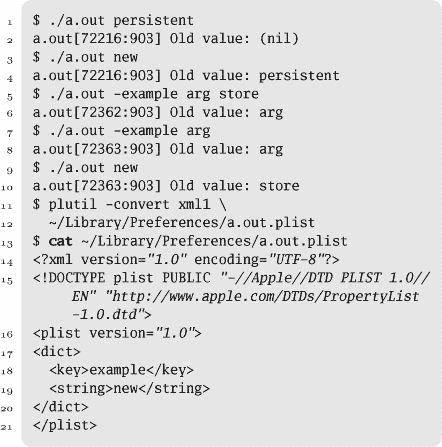 1 $ ./a.out persistent
2 a.out[72216:903] Old value: (nil)
3 $ ./a.out new
4 a.out[72216:903] Old value: persistent
5 $ ./a.out -example arg store
6 a.out[72362:903] Old value: arg
7 $ ./a.out -example arg
8 a.out[72363:903] Old value: arg
9 $ ./a.out new
10 a.out[72363:903] Old value: store
11 $ plutil -convert xml1 \
12 ~/Library/Preferences/a.out.plist
13 $ cat ~/Library/Preferences/a.out.plist
14 <?xml version="1.0" encoding="UTF-8"?>
15 <!DOCTYPE plist PUBLIC "-//Apple//DTD PLIST 1.0//
EN" "http://www.apple.com/DTDs/PropertyList
-1.0.dtd">
16 <plist version="1.0">
17 <dict>
18 <key>example</key>
19 <string>new</string>
20 </dict>
21 </plist>